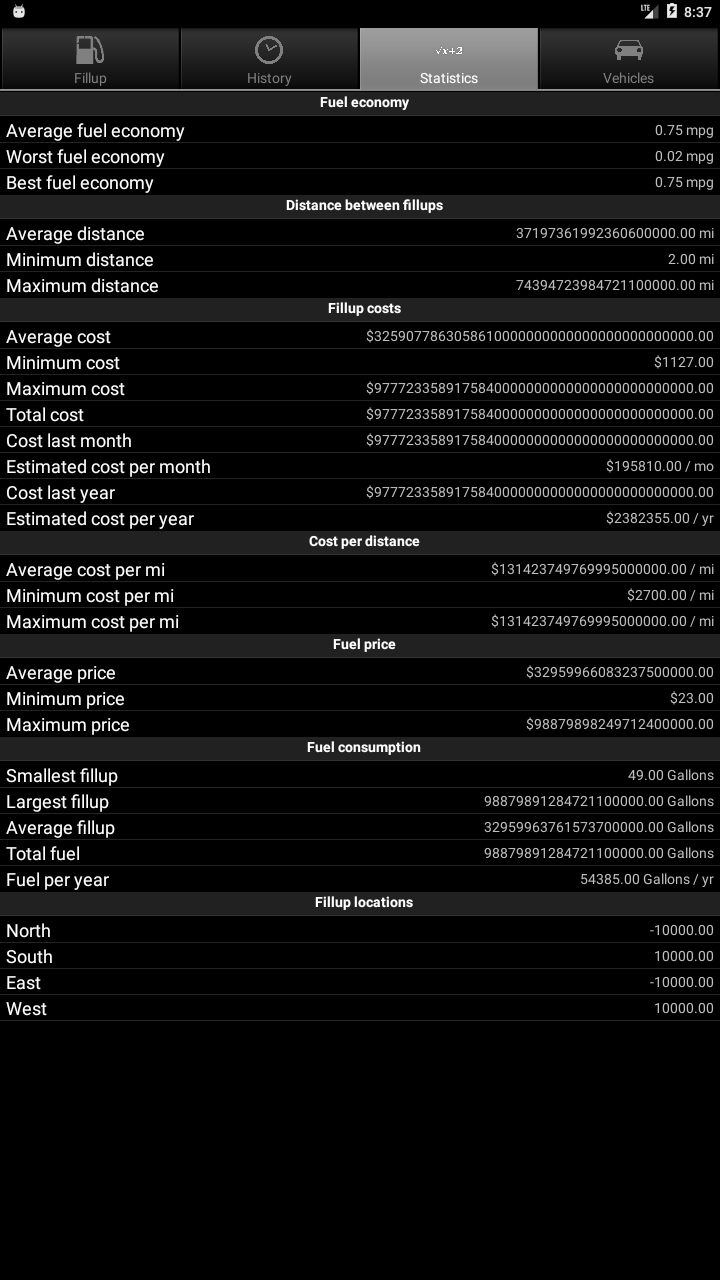 LTE 8:37
Fillup History √x+2 Statistics Vehicles
Fuel economy
Average fuel economy 0.75 mpg
Worst fuel economy 0.02 mpg
Best fuel economy 0.75 mpg
Distance between fillups
Average distance 37197361992360600000.00 mi
Minimum distance 2.00 mi
Maximum distance 74394723984721100000.00 mi
Fillup costs
Average cost $3259077863058610000000000000000000000000.00
Minimum cost $1127.00
Maximum cost $9777233589175840000000000000000000000000.00
Total cost $9777233589175840000000000000000000000000.00
Cost last month $9777233589175840000000000000000000000000.00
Estimated cost per month $195810.00 / mo
Cost last year $9777233589175840000000000000000000000000.00
Estimated cost per year $2382355.00 / yr
Cost per distance
Average cost per mi $131423749769995000000.00 / mi
Minimum cost per mi $2700.00 / mi
Maximum cost per mi $131423749769995000000.00 / mi
Fuel price
Average price $32959966083237500000.00
Minimum price $23.00
Maximum price $98879898249712400000.00
Fuel consumption
Smallest fillup 49.00 Gallons
Largest fillup 98879891284721100000.00 Gallons
Average fillup 32959963761573700000.00 Gallons
Total fuel 98879891284721100000.00 Gallons
Fuel per year 54385.00 Gallons / yr
Fillup locations
North -10000.00
South 10000.00
East -10000.00
West 10000.00